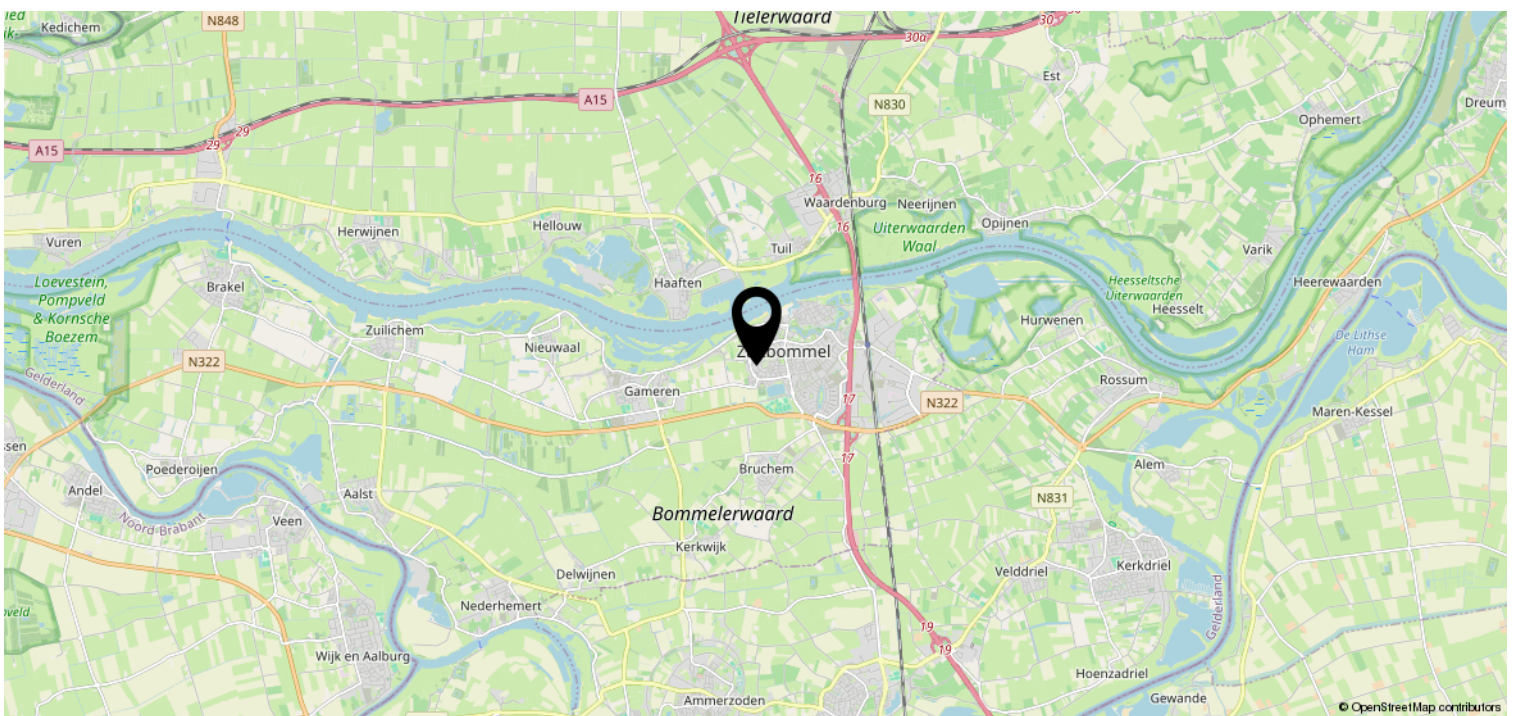 Tielerwaard
Kedichem
N848
30
30a
Est
A15
N830
Ophemert
29
29
A15
16
Waardenburg
Neerijnen
Opijnen
Uiterwaarden
Waal
Vuren
Herwijnen
Hellouw
16
Tuil
Varik
Haaften
Loevestein,
Pompveld
& Kornsche
Boezem
Brakel
Heesseltsche
Uiterwaarden
Heesselt
Heerewaarden
Zuilichem
Nieuwaal
Hurwenen
De Lithse
Ham
N322
Gelderland
Gameren
Rossum
17
N322
Maren-Kessel
Poederoijen
Andel
Aalst
Bruchem
17
Alem
N831
Noord-Brabant
Veen
Bommelerwaard
Kerkwijk
Delwijnen
Velddriel
Kerkdriel
Nederhemert
Gelderland
19
19
Wijk en Aalburg
Hoenzadriel
Ammerzoden
Gewande
© OpenStreetMap contributors